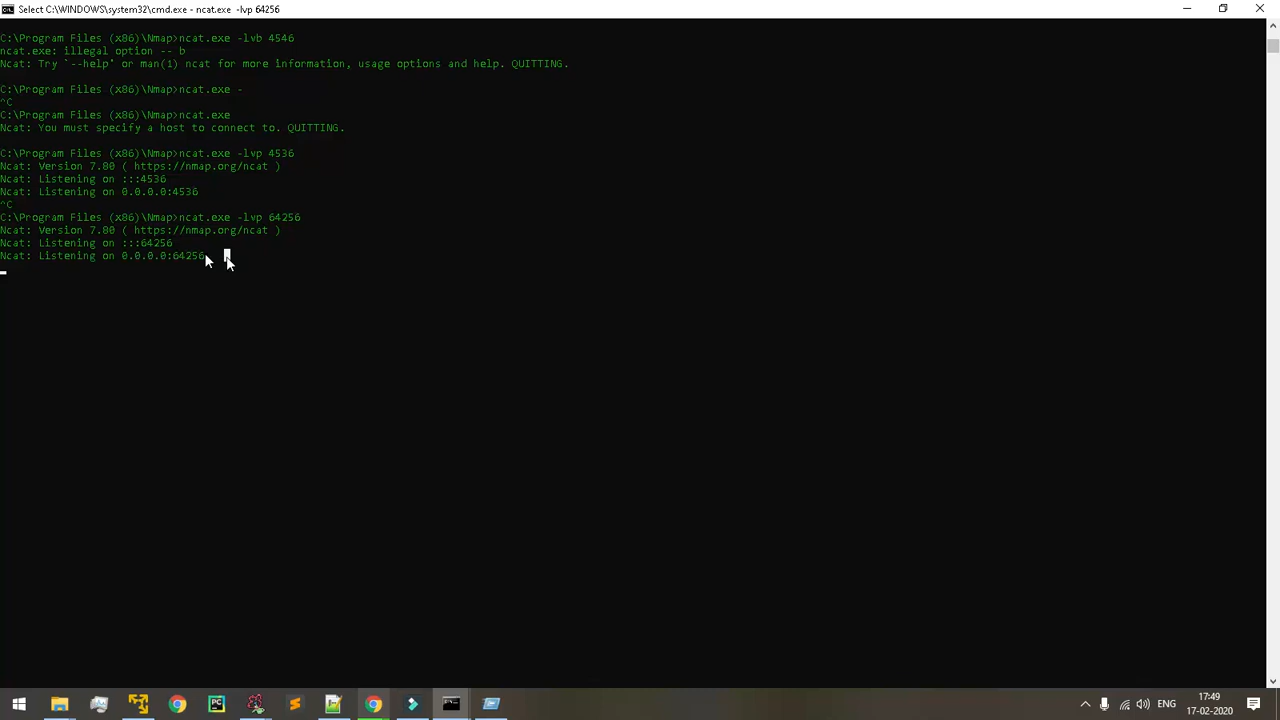 Select C:\WINDOWS\system32\cmd.exe - ncat.exe -lvp 64256
C:\Program Files (x86)\Nmap>ncat.exe -lvb 4546
ncat.exe: illegal option -- b
Ncat: Try `--help' or man(1) ncat for more information, usage options and help. QUITTING.
C:\Program Files (x86)\Nmap>ncat.exe -
^C
C:\Program Files (x86)\Nmap>ncat.exe
Ncat: You must specify a host to connect to. QUITTING.
C:\Program Files (x86)\Nmap>ncat.exe -lvp 4536
Ncat: Version 7.80 ( https://nmap.org/ncat )
Ncat: Listening on :::4536
Ncat: Listening on 0.0.0.0:4536
^C
C:\Program Files (x86)\Nmap>ncat.exe -lvp 64256
Ncat: Version 7.80 ( https://nmap.org/ncat )
Ncat: Listening on :::64256
Ncat: Listening on 0.0.0.0:64256
PC
ENG
17:49
17-02-2020